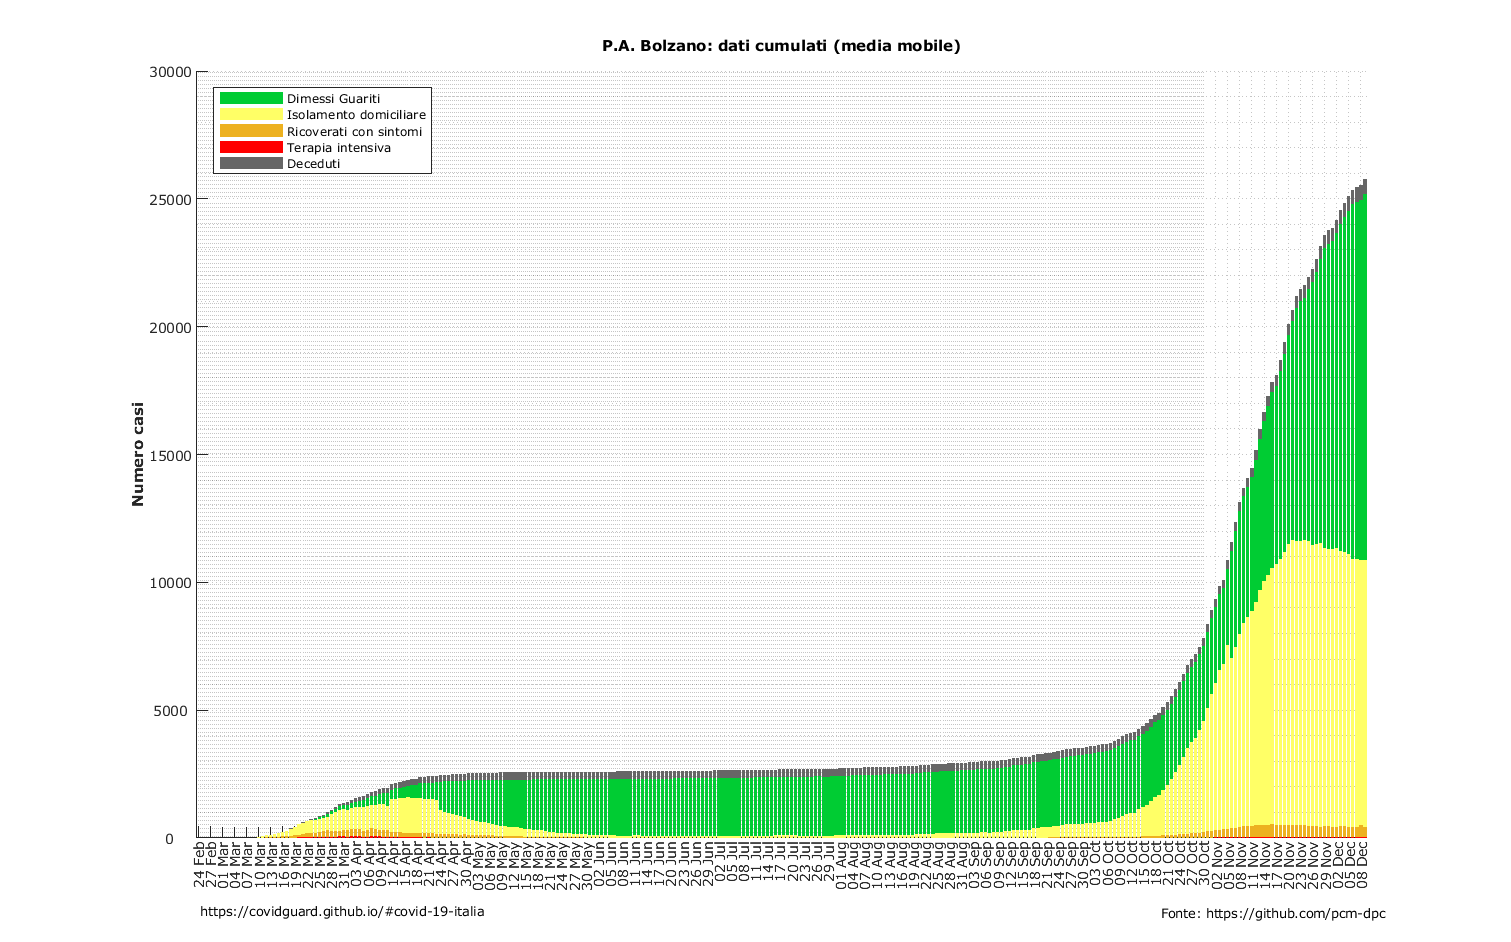 P.A. Bolzano: dati cumulati (media mobile)
30000
25000
20000
15000
10000
5000
0
Numero casi
Dimessi Guariti
Isolamento domiciliare
Ricoverati con sintomi
Terapia intensiva
Deceduti
24 Feb
27 Feb
01 Mar
04 Mar
07 Mar
10 Mar
13 Mar
16 Mar
19 Mar
22 Mar
25 Mar
28 Mar
31 Mar
03 Apr
06 Apr
09 Apr
12 Apr
15 Apr
18 Apr
21 Apr
24 Apr
27 Apr
30 Apr
03 May
06 May
09 May
12 May
15 May
18 May
21 May
24 May
27 May
30 May
02 Jun
05 Jun
08 Jun
11 Jun
14 Jun
17 Jun
20 Jun
23 Jun
26 Jun
29 Jun
02 Jul
05 Jul
08 Jul
11 Jul
14 Jul
17 Jul
20 Jul
23 Jul
26 Jul
29 Jul
01 Aug
04 Aug
07 Aug
10 Aug
13 Aug
16 Aug
19 Aug
22 Aug
25 Aug
28 Aug
31 Aug
03 Sep
06 Sep
09 Sep
12 Sep
15 Sep
18 Sep
21 Sep
24 Sep
27 Sep
30 Sep
03 Oct
06 Oct
09 Oct
12 Oct
15 Oct
18 Oct
21 Oct
24 Oct
27 Oct
30 Oct
02 Nov
05 Nov
08 Nov
11 Nov
14 Nov
17 Nov
20 Nov
23 Nov
26 Nov
29 Nov
02 Dec
05 Dec
08 Dec
https://covidguard.github.io/#covid-19-italia
Fonte: https://github.com/pcm-dpc